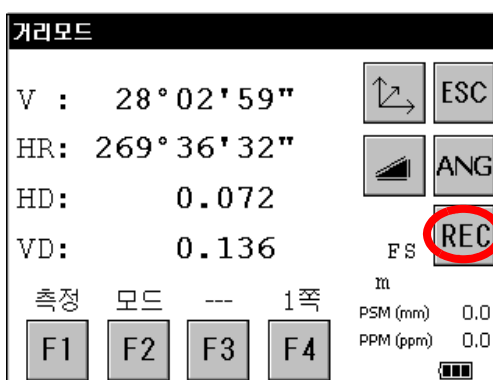 거리모드
V : 28°02'59"
ESC
HR: 269°36'32"
ANG
HD: 0.072
REC
VD: 0.136
FS
m
측정 모드 --- 1쪽
PSM (mm) 0.0
F1 F2 F3 F4
PPM (ppm) 0.0